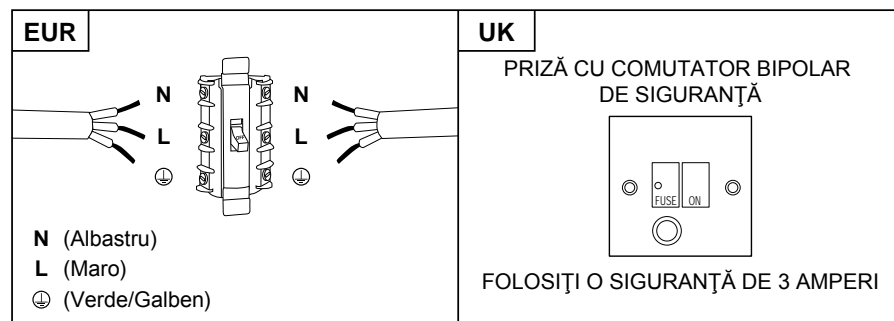 EUR
N
L
N
L
OFF
N (Albastru)
L (Maro)
(Verde/Galben)
UK
PRIZĂ CU COMUTATOR BIPOLAR
DE SIGURANŢĂ
FUSE ON
FOLOSIŢI O SIGURANŢĂ DE 3 AMPERI